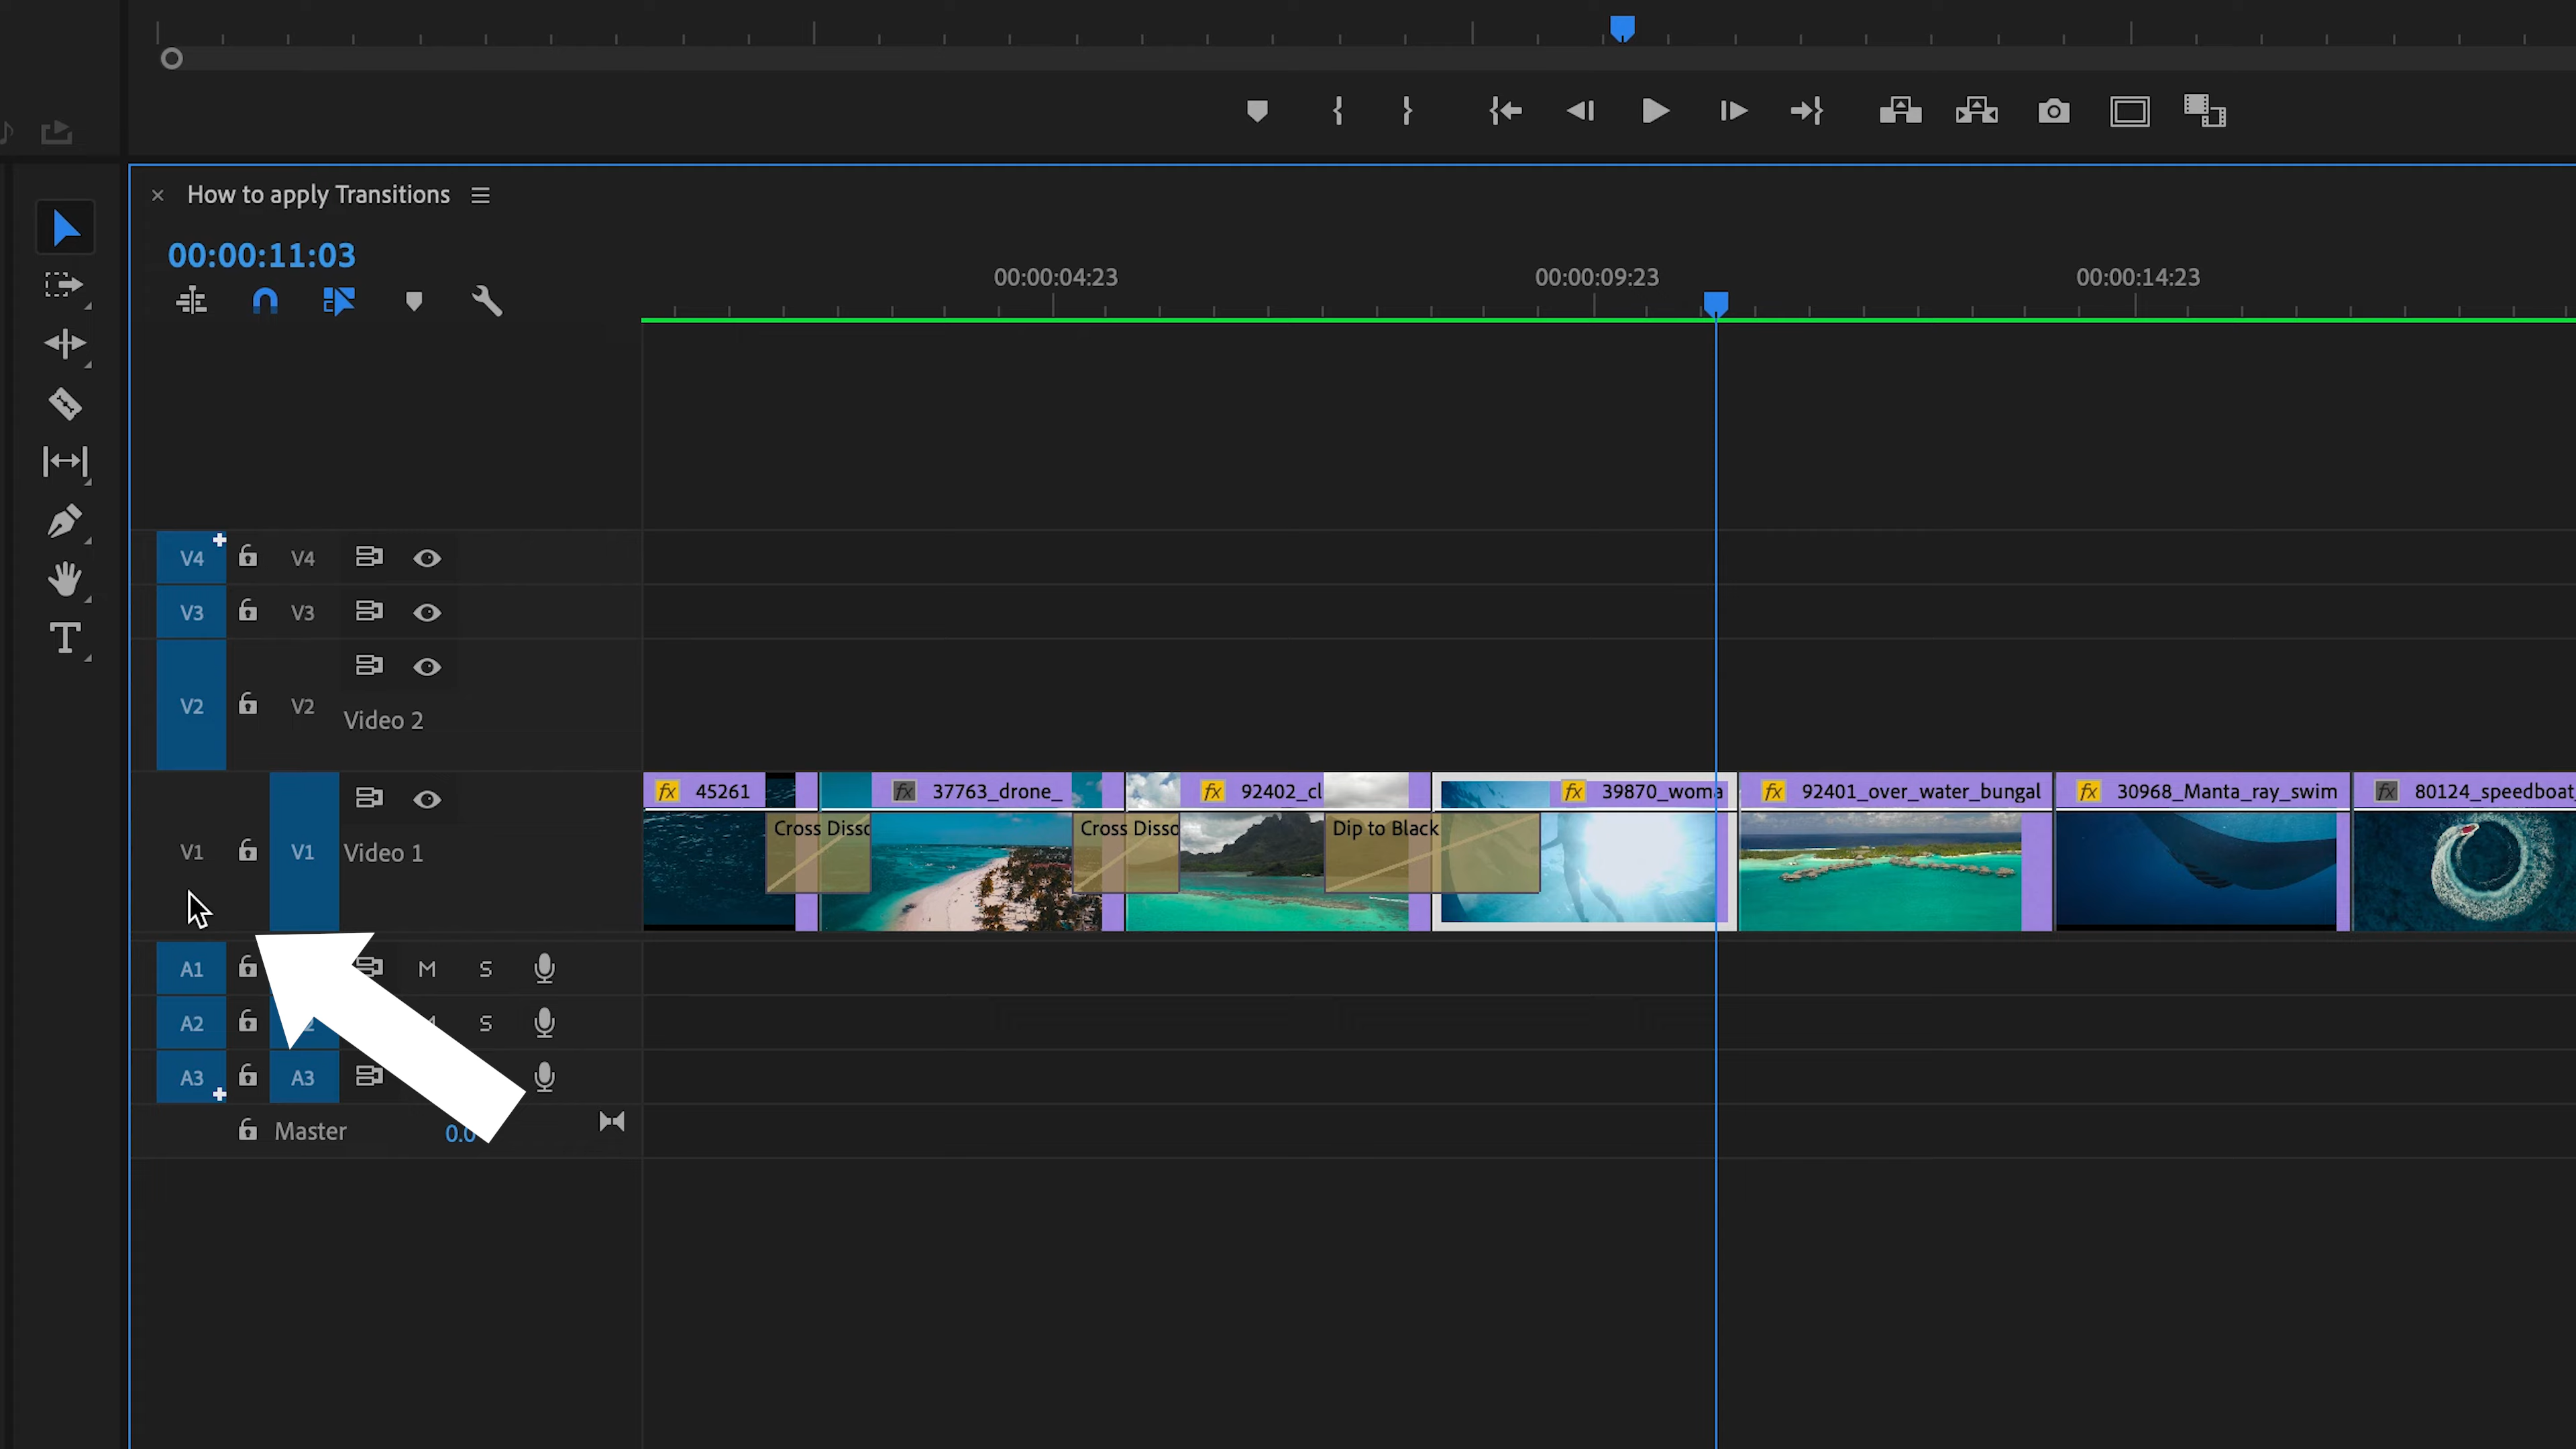 How to apply Transitions
00:00:11:03
00:00:04:23
00:00:09:23
00:00:14:23
V4 V4
V3 V3
V2 V2
Video 2
fx 45261
fx 37763_drone_
fx 92402_cl
fx 39870_woma
fx 92401_over_water_bungal
fx 30968_Manta_ray_swim
fx 80124_speedboat_
Cross Disso
Cross Disso
Dip to Black
V1 V1 Video 1
A1 M S
A2 S
A3 A3
Master 0.0
T